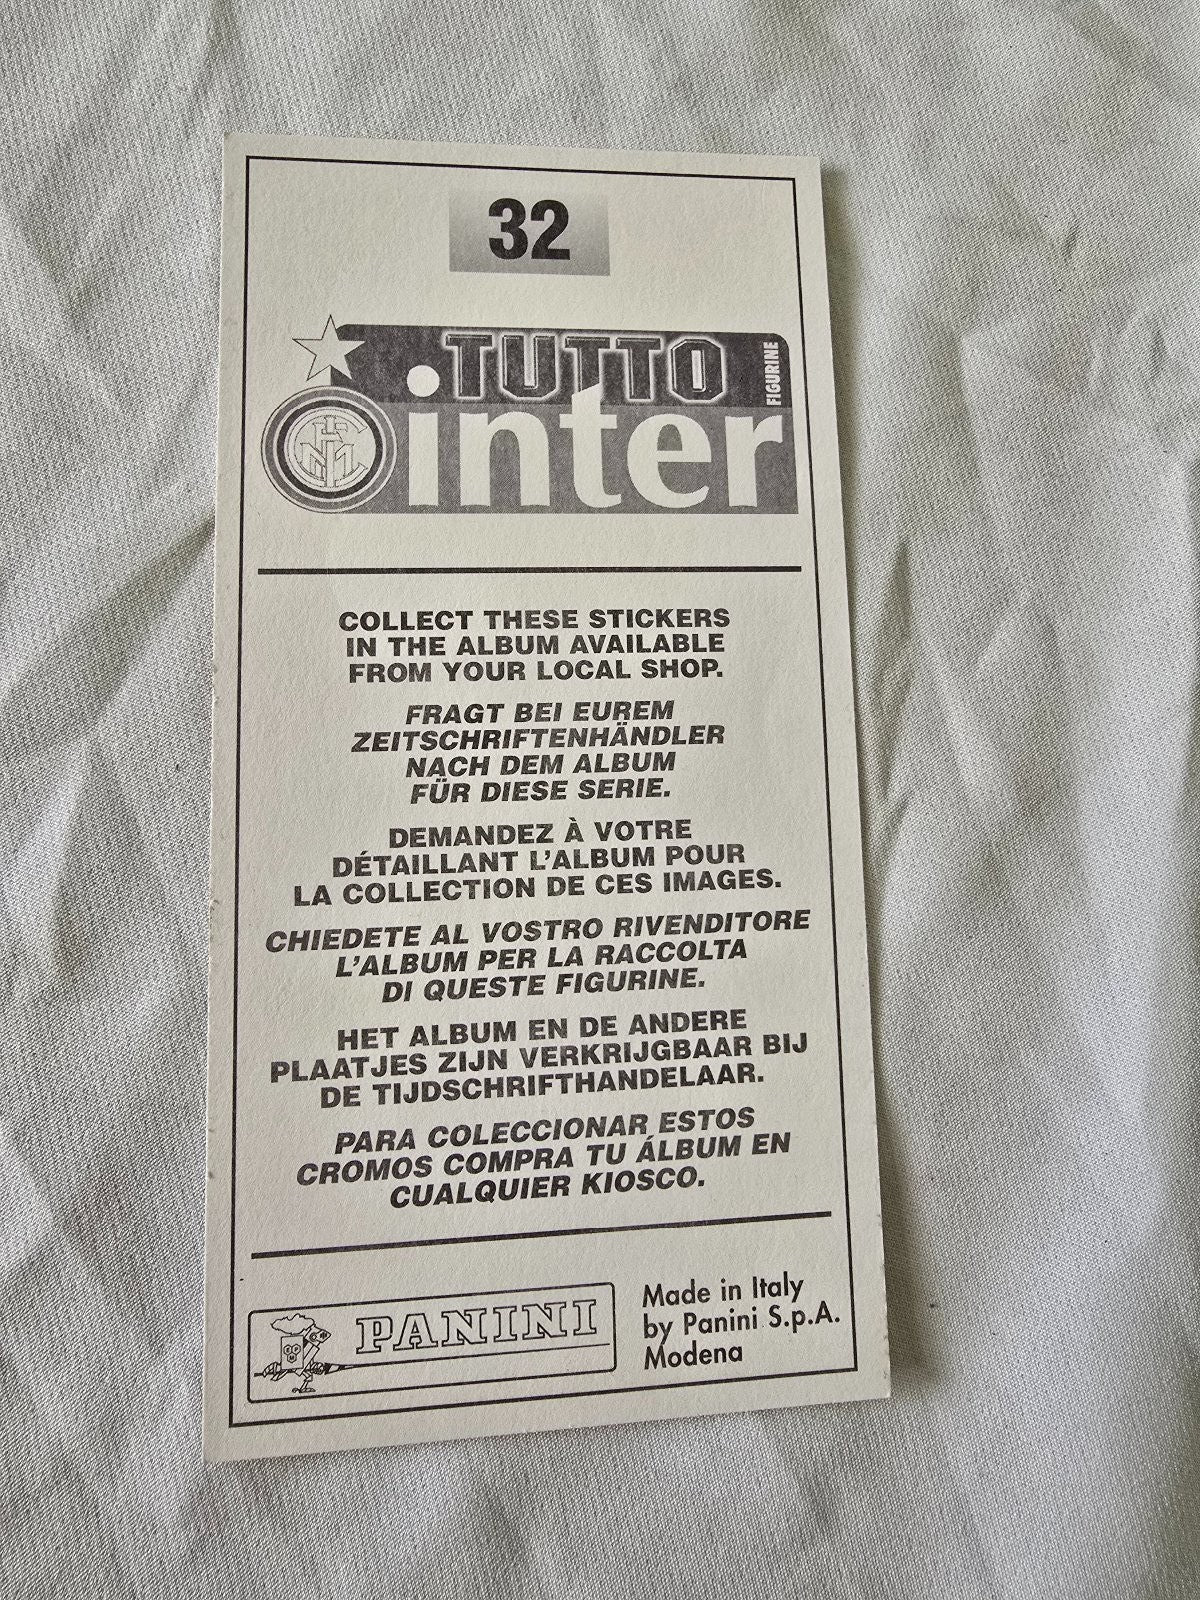 32
TUTTO
FIGURINE
inter
COLLECT THESE STICKERS
IN THE ALBUM AVAILABLE
FROM YOUR LOCAL SHOP.
FRAGT BEI EUREM
ZEITSCHRIFTENHÄNDLER
NACH DEM ALBUM
FÜR DIESE SERIE.
DEMANDEZ À VOTRE
DÉTAILLANT L'ALBUM POUR
LA COLLECTION DE CES IMAGES.
CHIEDETE AL VOSTRO RIVENDITORE
L'ALBUM PER LA RACCOLTA
DI QUESTE FIGURINE.
HET ALBUM EN DE ANDERE
PLAATJES ZIJN VERKRIJGBAAR BIJ
DE TIJDSCHRIFTHANDELAAR.
PARA COLECCIONAR ESTOS
CROMOS COMPRA TU ÁLBUM EN
CUALQUIER KIOSCO.
PANINI
Made in Italy
by Panini S.p.A.
Modena